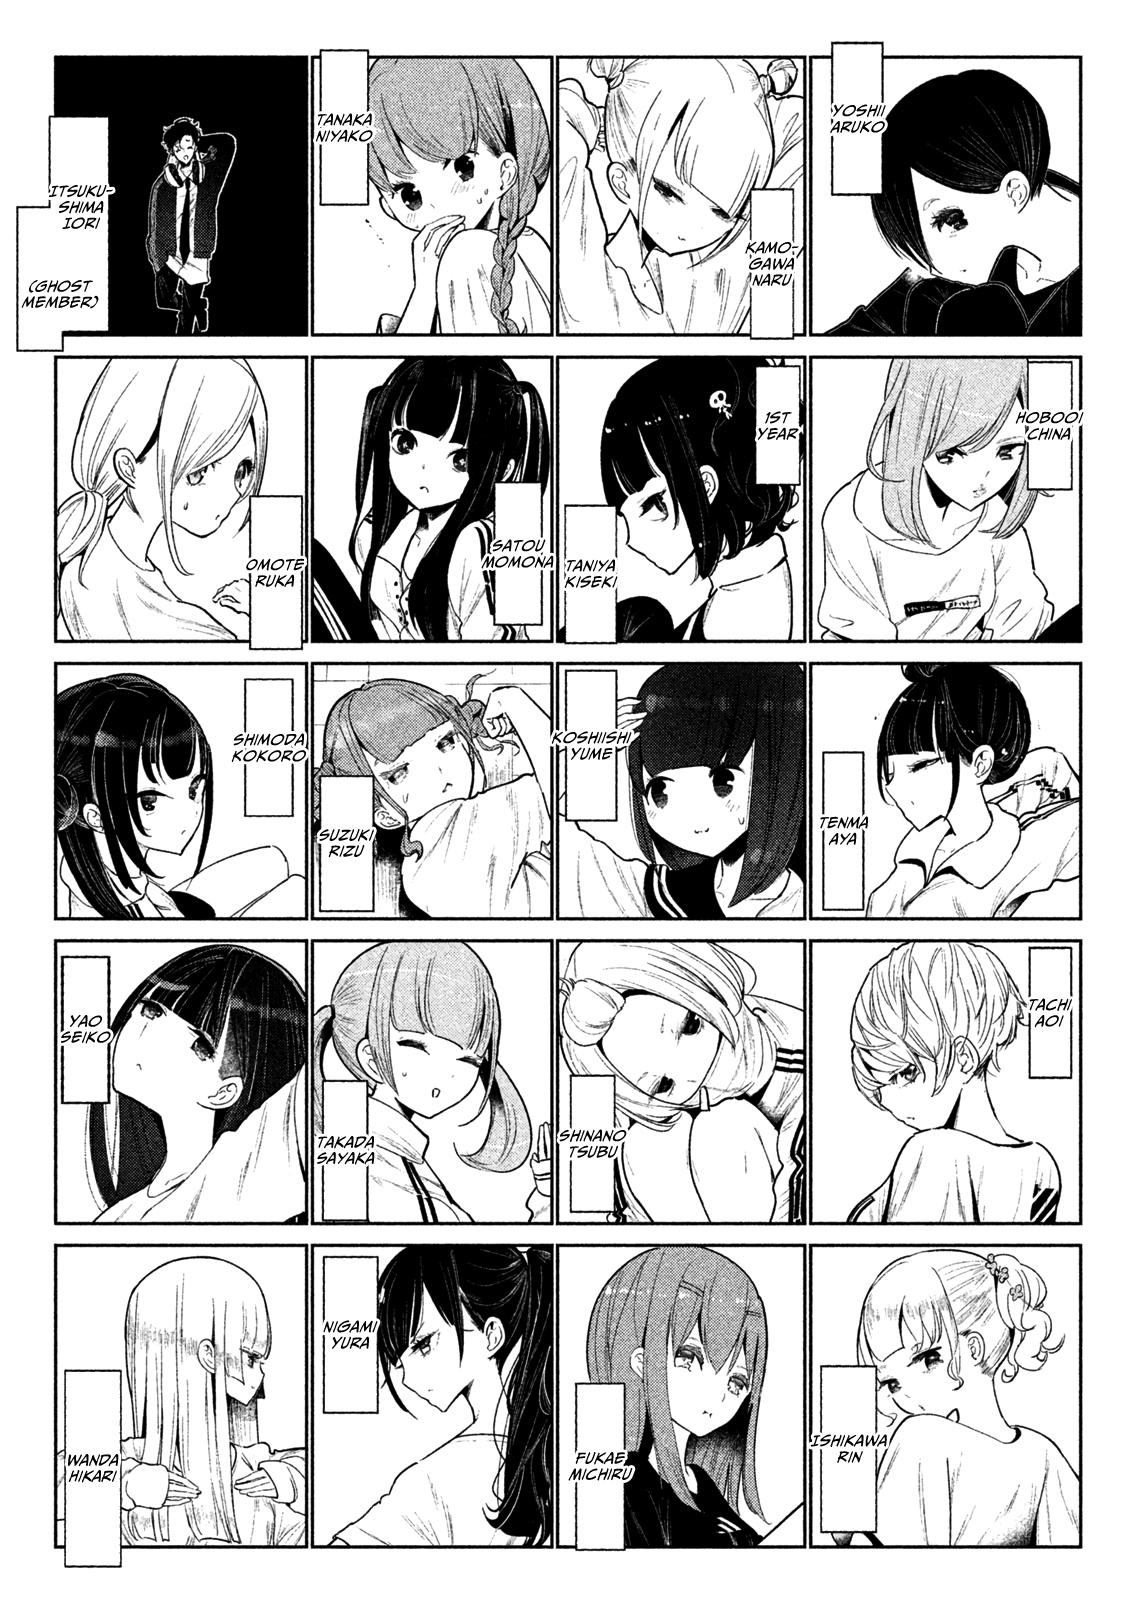 ITSUKU-
SHIMA
IORI
(GHOST
MEMBER)
TANAKA
NIYAKO
KAMO-
GAWA
NARU
YOSHII
ARUKO
OMOTE
RUKA
SATOU
MOMONA
1ST
YEAR
TANIYA
KISEKI
HOBOOI
CHINA
SHIMODA
KOKORO
SUZUKI
RIZU
KOSHIISHI
YUME
TENMA
AYA
YAO
SEIKO
TAKADA
SAYAKA
SHINANO
TSUBU
TACHI
AOI
WANDA
HIKARI
NIGAMI
YURA
FUKAE
MICHIRU
ISHIKAWA
RIN